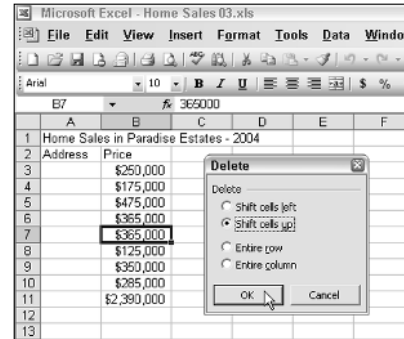 Microsoft Excel - Home Sales 03.xls
File Edit View Insert Format Tools Data Windo
Arial 10 B I U $ %
B7 fx 365000
A B C D E F
1 Home Sales in Paradise Estates - 2004
2 Address Price
3 $250,000
4 $175,000
5 $475,000
6 $365,000
7 $365,000
8 $125,000
9 $350,000
10 $285,000
11 $2,390,000
12
13
Delete
Delete
Shift cells left
Shift cells up
Entire row
Entire column
OK Cancel